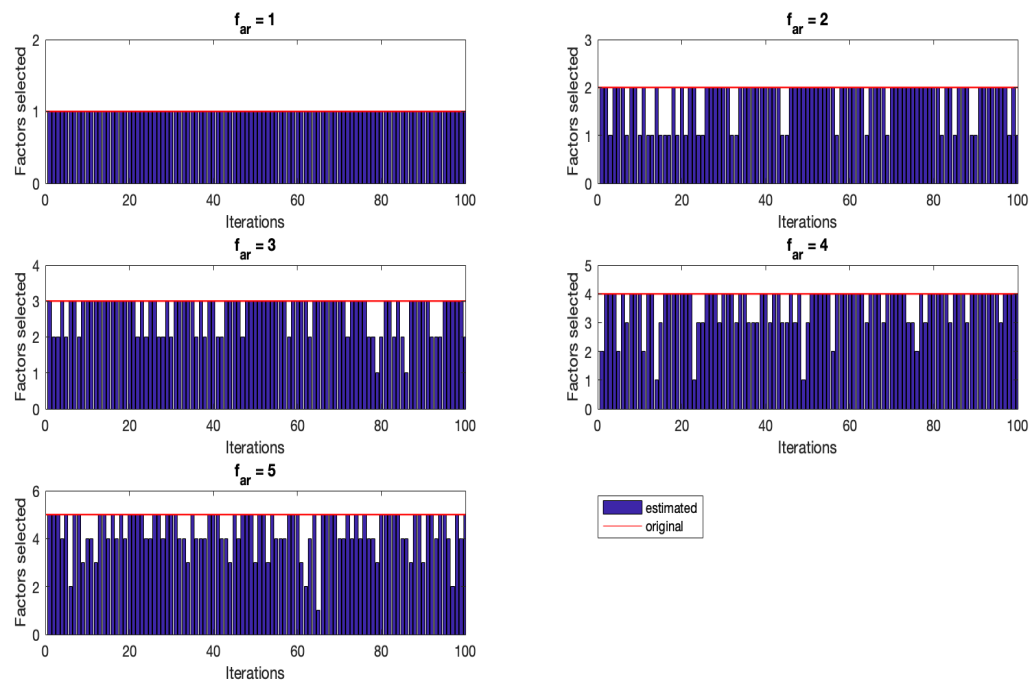 f_ar = 1
Factors selected
2
1
0
0 20 40 60 80 100
Iterations
f_ar = 2
Factors selected
3
2
1
0
0 20 40 60 80 100
Iterations
f_ar = 3
Factors selected
4
3
2
1
0
0 20 40 60 80 100
Iterations
f_ar = 4
Factors selected
5
4
3
2
1
0
0 20 40 60 80 100
Iterations
f_ar = 5
Factors selected
6
4
2
0
0 20 40 60 80 100
Iterations
estimated
original